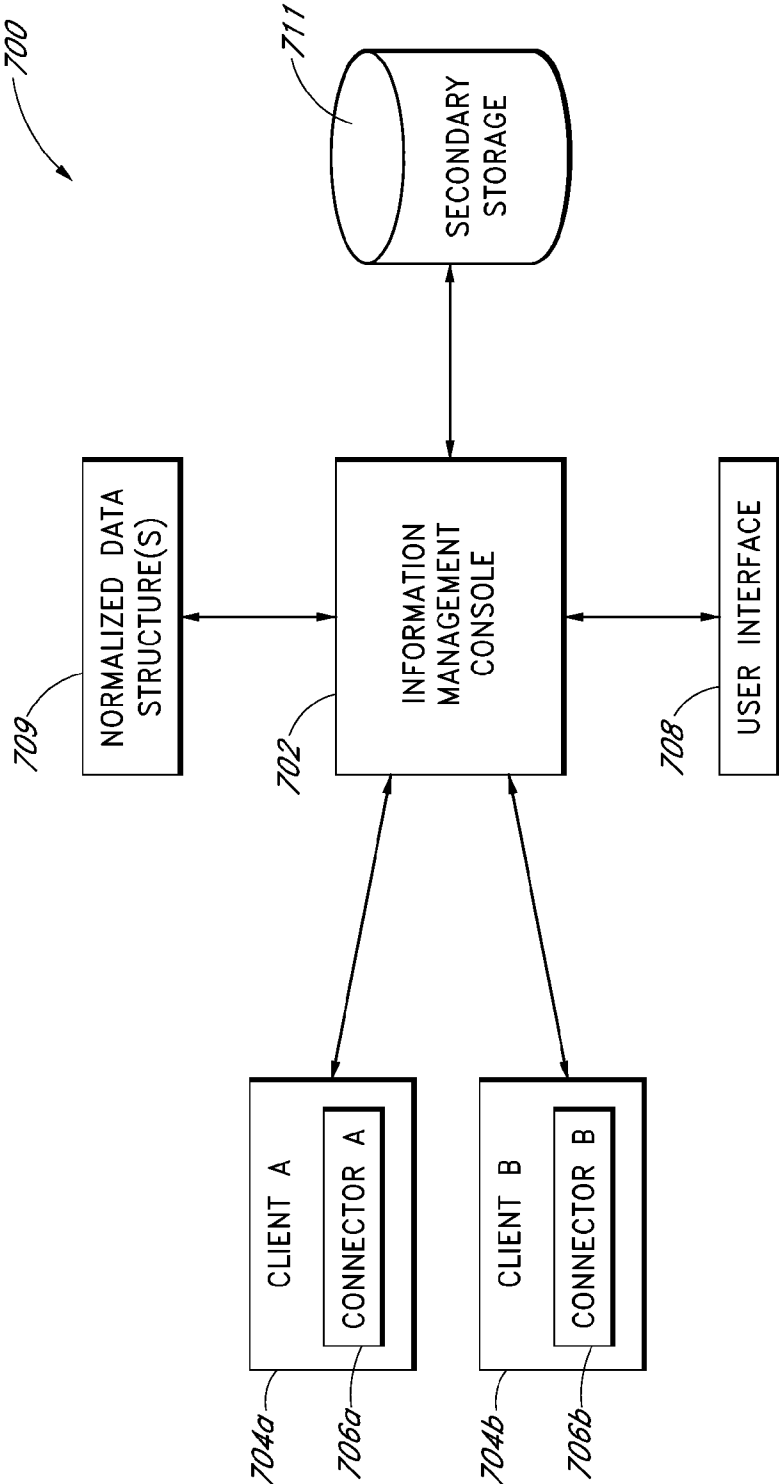 700
709
NORMALIZED DATA
STRUCTURE(S)
711
SECONDARY
STORAGE
704a
CLIENT A
706a
CONNECTOR A
702
INFORMATION
MANAGEMENT
CONSOLE
704b
CLIENT B
706b
CONNECTOR B
708
USER INTERFACE